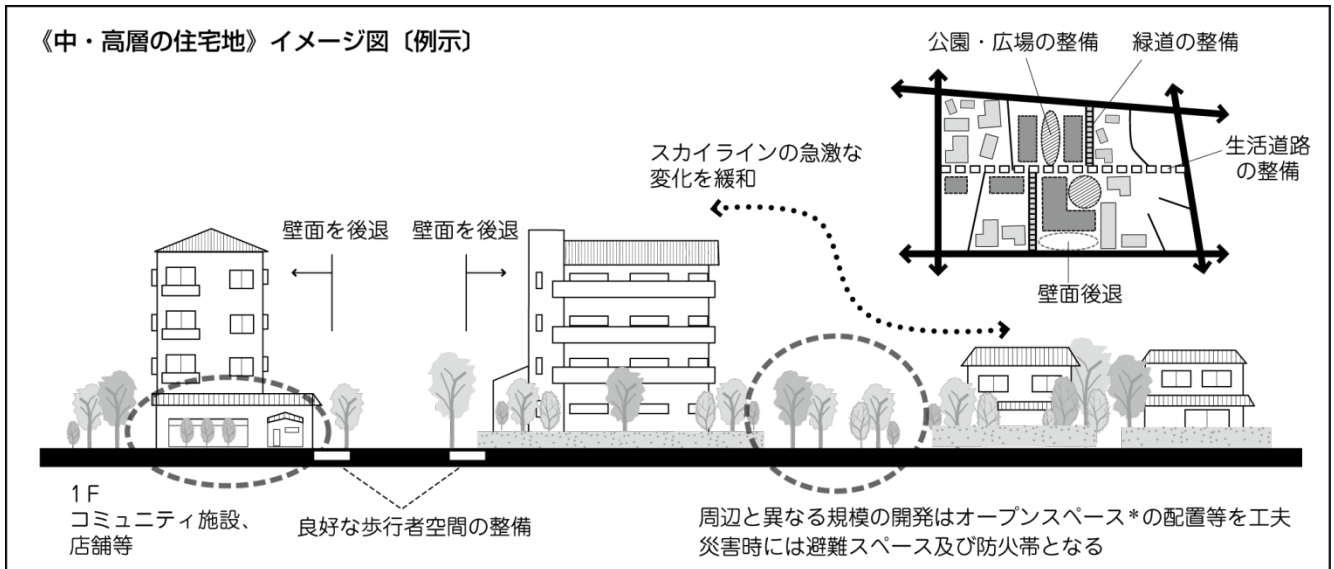 《中・高層の住宅地》イメージ図〔例示〕
公園・広場の整備
緑道の整備
生活道路
の整備
壁面後退
スカイラインの急激な
変化を緩和
壁面を後退
壁面を後退
1F
コミュニティ施設、
店舗等
良好な歩行者空間の整備
周辺と異なる規模の開発はオープンスペース*の配置等を工夫
災害時には避難スペース及び防火帯となる